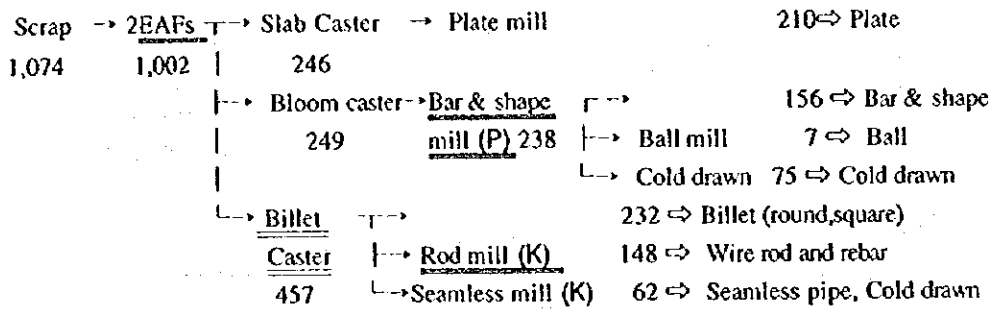 Scrap → 2EAFs → Slab Caster → Plate mill 210⇨ Plate
1,074 1,002 246
→ Bloom caster → Bar & shape → 156 ⇨ Bar & shape
249 mill (P) 238 → Ball mill 7 ⇨ Ball
→ Cold drawn 75 ⇨ Cold drawn
→ Billet → 232 ⇨ Billet (round,square)
Caster → Rod mill (K) 148 ⇨ Wire rod and rebar
457 → Seamless mill (K) 62 ⇨ Seamless pipe, Cold drawn